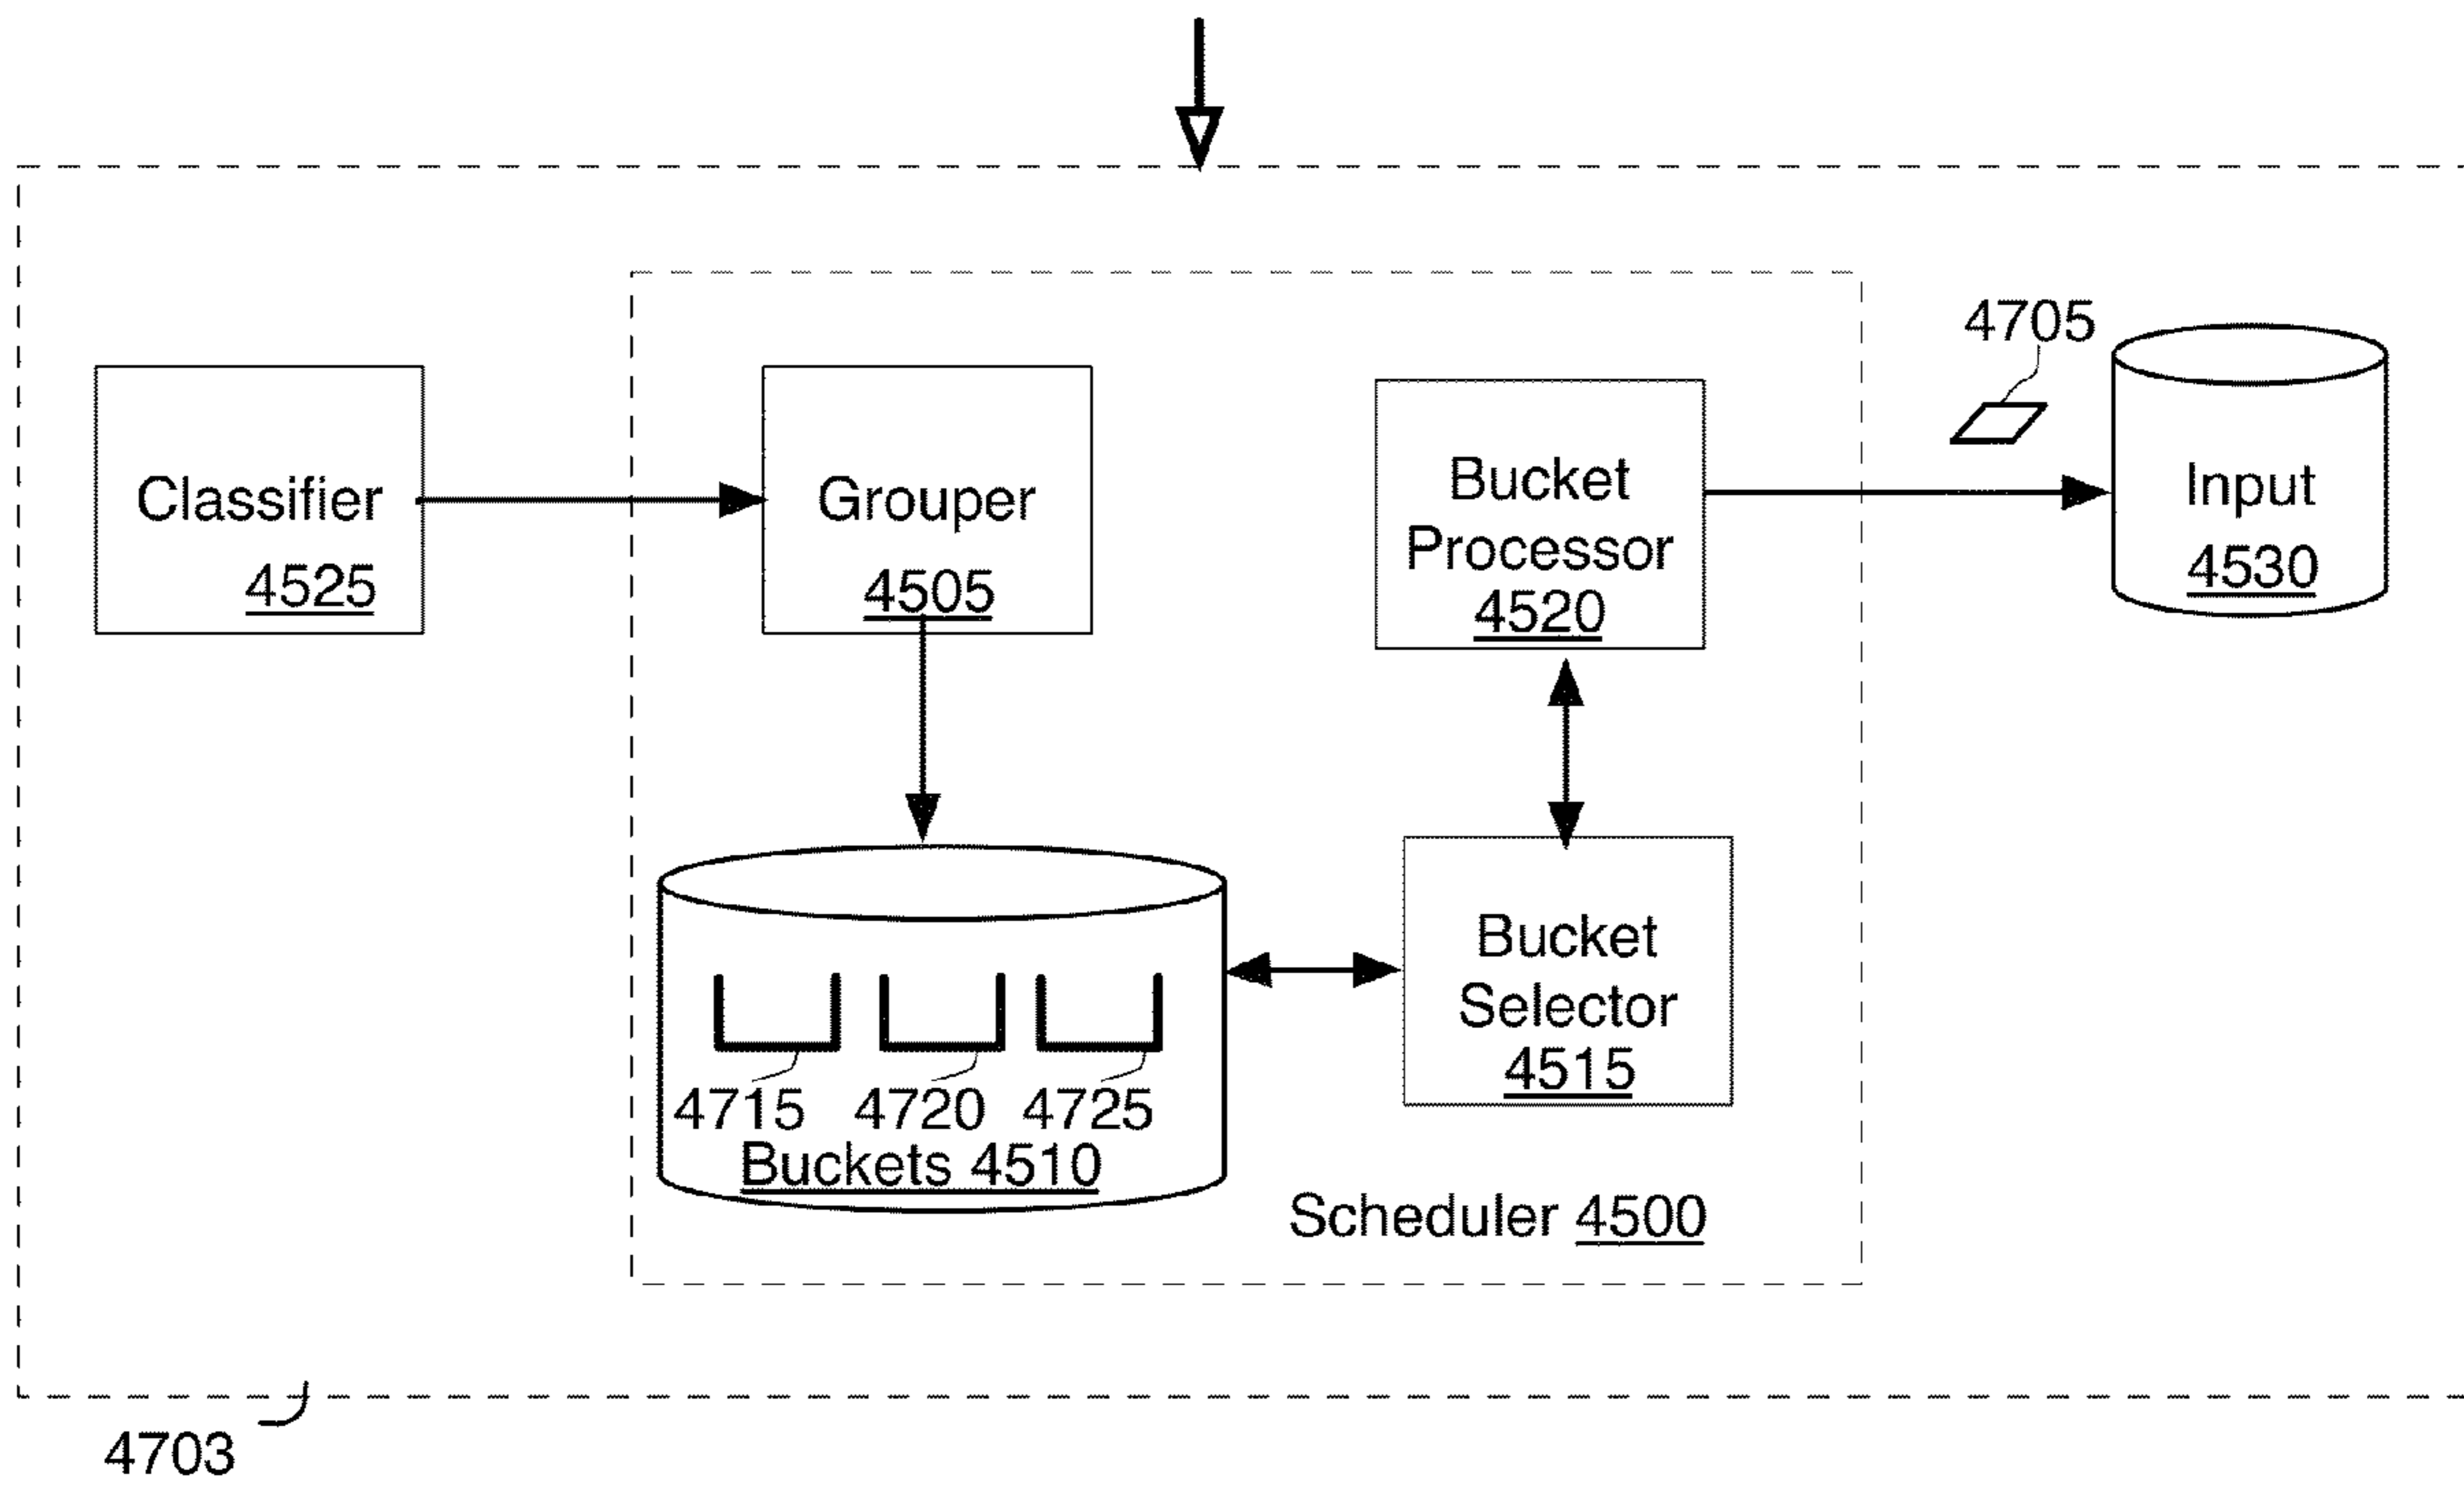 4705
Classifier
4525
Grouper
4505
Bucket
Processor
4520
Input
4530
Bucket
Selector
4515
4715 4720 4725
Buckets 4510
Scheduler 4500
4703